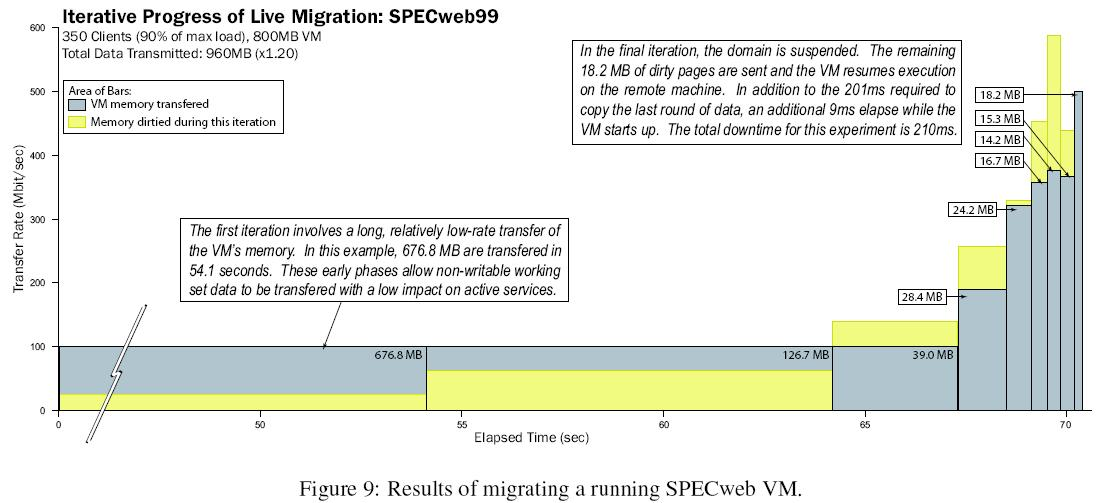 Iterative Progress of Live Migration: SPECweb99
350 Clients (90% of max load), 800MB VM
Total Data Transmitted: 960MB (x1.20)
Area of Bars:
VM memory transfered
Memory dirtied during this iteration
In the final iteration, the domain is suspended. The remaining
18.2 MB of dirty pages are sent and the VM resumes execution
on the remote machine. In addition to the 201ms required to
copy the last round of data, an additional 9ms elapse while the
VM starts up. The total downtime for this experiment is 210ms.
The first iteration involves a long, relatively low-rate transfer of
the VM's memory. In this example, 676.8 MB are transfered in
54.1 seconds. These early phases allow non-writable working
set data to be transfered with a low impact on active services.
600
500
400
300
200
100
0
Transfer Rate (Mbit/sec)
676.8 MB
126.7 MB
39.0 MB
28.4 MB
24.2 MB
16.7 MB
14.2 MB
15.3 MB
18.2 MB
0
50
55
60
65
70
Elapsed Time (sec)
Figure 9: Results of migrating a running SPECweb VM.